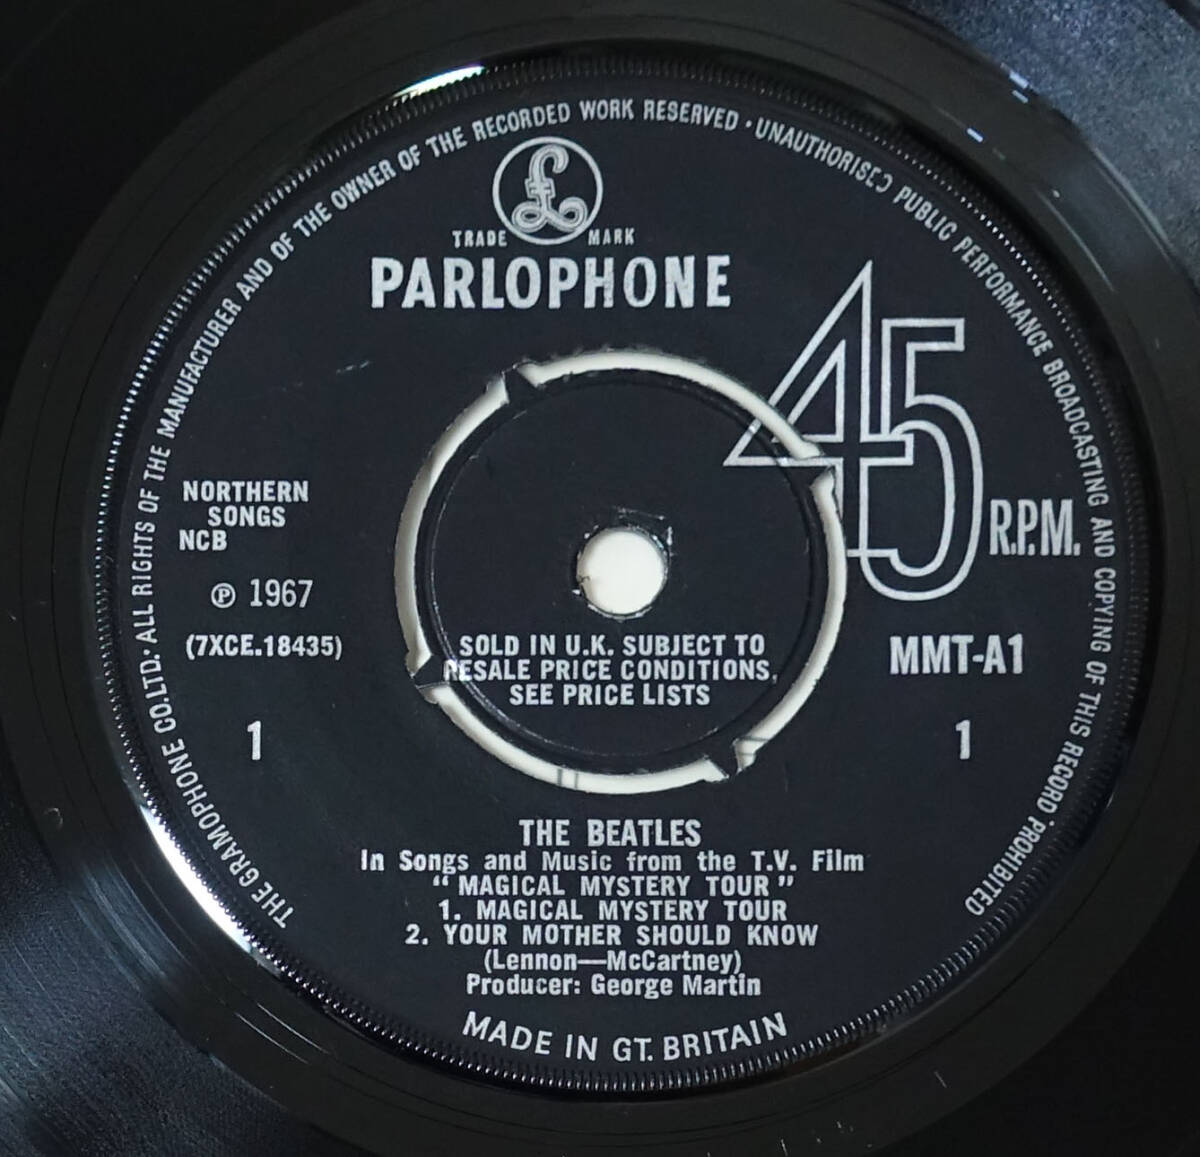 THE GRAMOPHONE CO.LTD. · ALL RIGHTS OF THE MANUFACTURER AND OF THE OWNER OF THE RECORDED WORK RESERVED · UNAUTHORISED PUBLIC PERFORMANCE BROADCASTING AND COPYING OF THIS RECORD PROHIBITED
£
TRADE MARK
PARLOPHONE
45 R.P.M.
NORTHERN
SONGS
NCB
℗ 1967
(7XCE.18435)
1
SOLD IN U.K. SUBJECT TO
RESALE PRICE CONDITIONS,
SEE PRICE LISTS
MMT-A1
1
THE BEATLES
In Songs and Music from the T.V. Film
"MAGICAL MYSTERY TOUR"
1. MAGICAL MYSTERY TOUR
2. YOUR MOTHER SHOULD KNOW
(Lennon—McCartney)
Producer: George Martin
MADE IN GT. BRITAIN